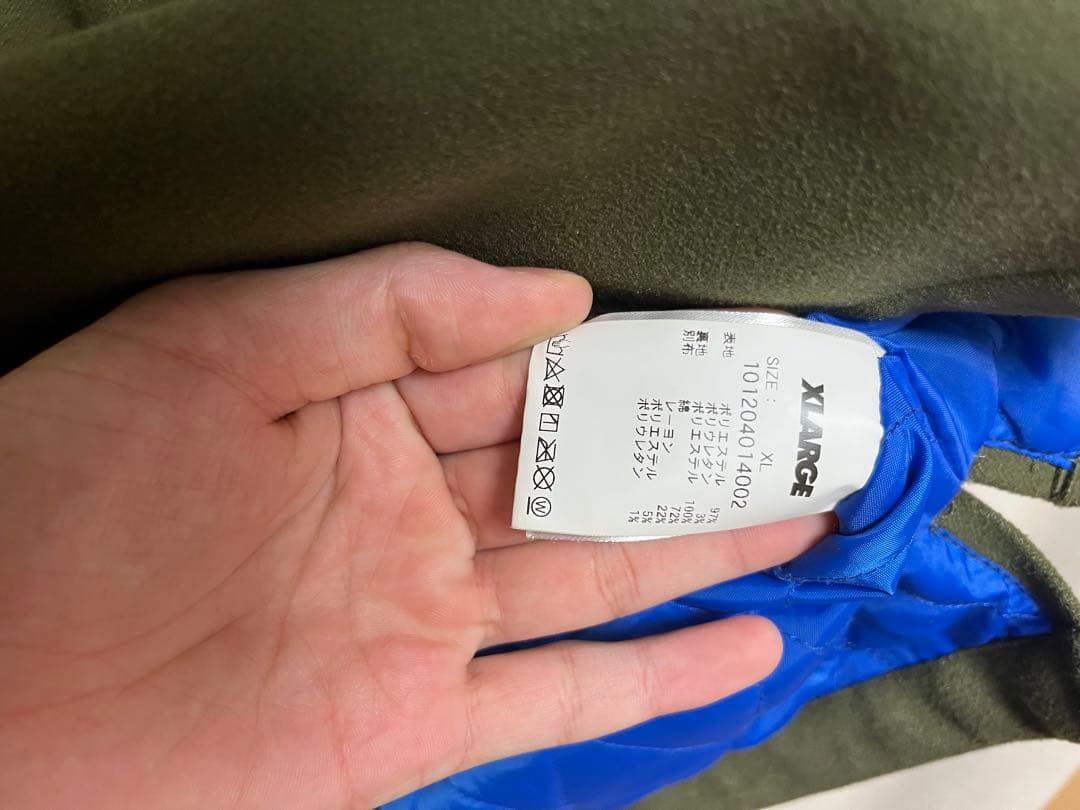 XLARGE
101204014002
SIZE: XL
表地 ポリエステル 97%
ポリウレタン 3%
裏地 ポリエステル 100%
別布 綿 72%
レーヨン 22%
ポリエステル 5%
ポリウレタン 1%
W